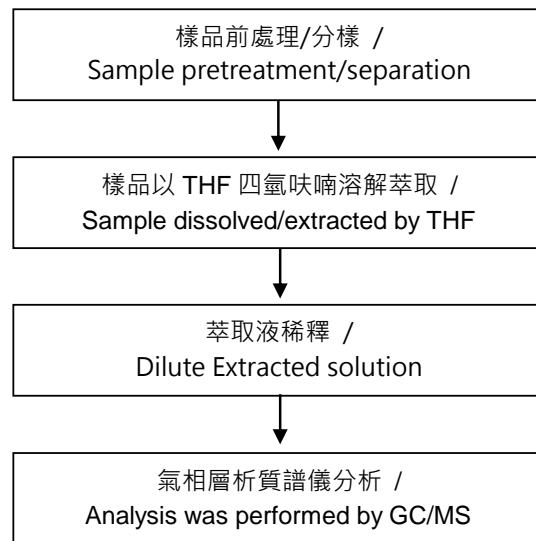 樣品前處理/分樣 /
Sample pretreatment/separation
樣品以 THF 四氫呋喃溶解萃取 /
Sample dissolved/extracted by THF
萃取液稀釋 /
Dilute Extracted solution
氣相層析質譜儀分析 /
Analysis was performed by GC/MS